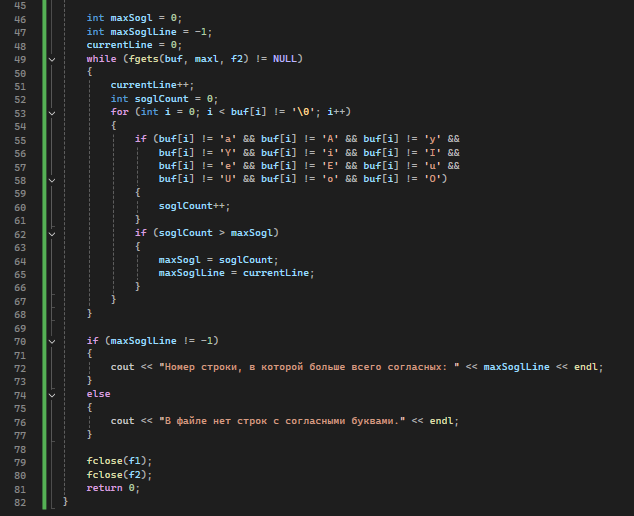 45
46 int maxSogl = 0;
47 int maxSoglLine = -1;
48 currentLine = 0;
49 while (fgets(buf, maxl, f2) != NULL)
50 {
51 currentLine++;
52 int soglCount = 0;
53 for (int i = 0; i < buf[i] != '\0'; i++)
54 {
55 if (buf[i] != 'a' && buf[i] != 'A' && buf[i] != 'y' &&
56 buf[i] != 'Y' && buf[i] != 'i' && buf[i] != 'I' &&
57 buf[i] != 'e' && buf[i] != 'E' && buf[i] != 'u' &&
58 buf[i] != 'U' && buf[i] != 'o' && buf[i] != 'O')
59 {
60 soglCount++;
61 }
62 if (soglCount > maxSogl)
63 {
64 maxSogl = soglCount;
65 maxSoglLine = currentLine;
66 }
67 }
68 }
69
70 if (maxSoglLine != -1)
71 {
72 cout << "Номер строки, в которой больше всего согласных: " << maxSoglLine << endl;
73 }
74 else
75 {
76 cout << "В файле нет строк с согласными буквами." << endl;
77 }
78
79 fclose(f1);
80 fclose(f2);
81 return 0;
82 }